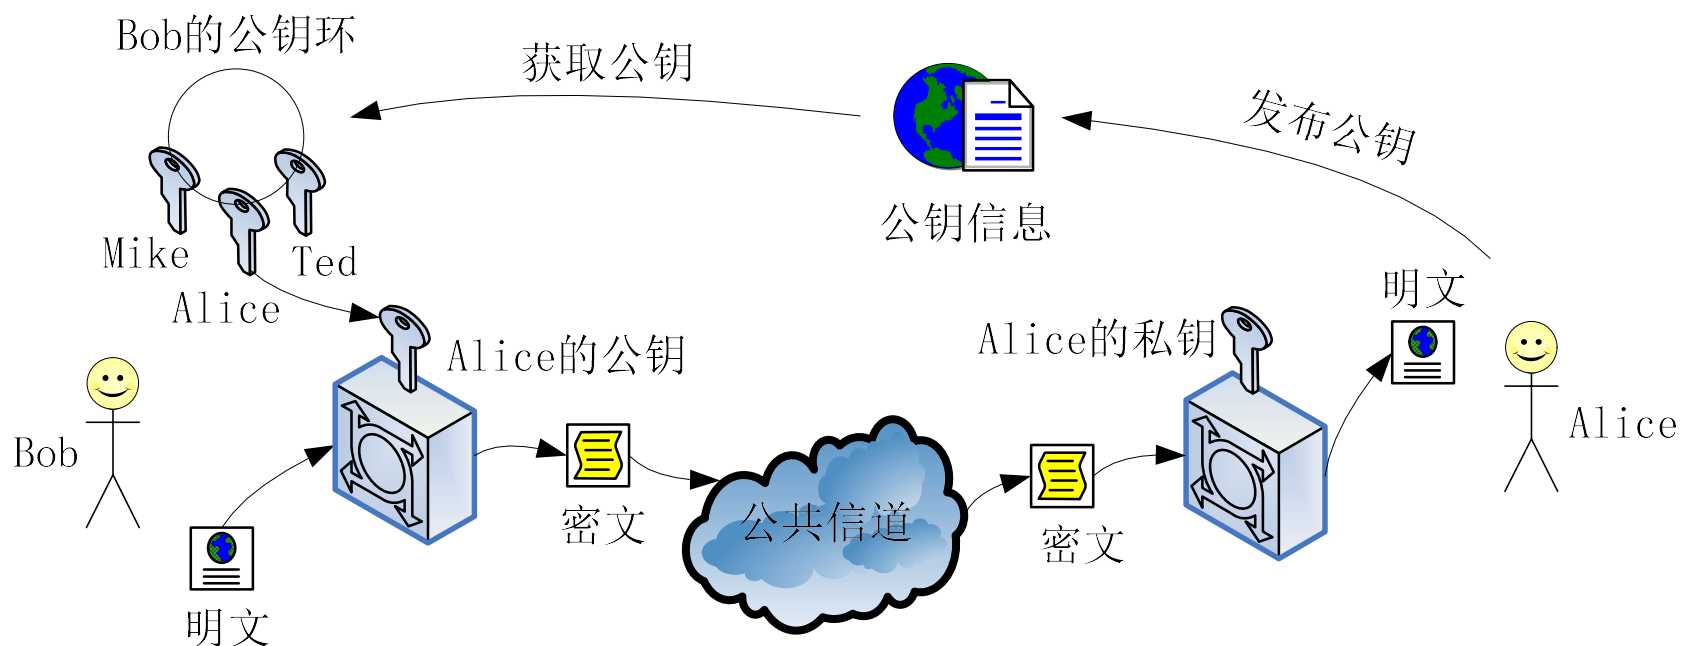 Bob的公钥环
获取公钥
发布公钥
公钥信息
Mike
Ted
Alice
明文
Alice的公钥
Alice的私钥
Bob
Alice
公共信道
密文
密文
明文